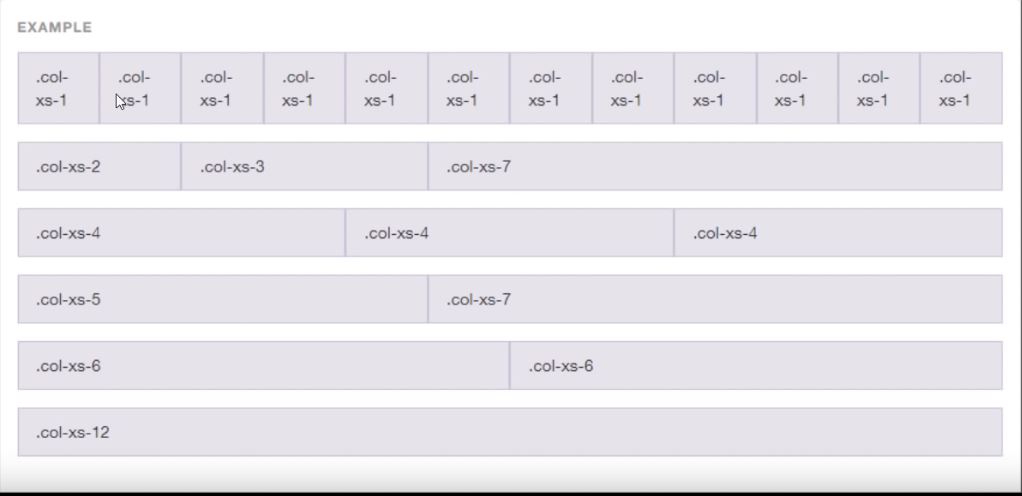 EXAMPLE
.col- .col- .col- .col- .col- .col- .col- .col- .col- .col- .col- .col-
xs-1 xs-1 xs-1 xs-1 xs-1 xs-1 xs-1 xs-1 xs-1 xs-1 xs-1 xs-1
.col-xs-2 .col-xs-3 .col-xs-7
.col-xs-4 .col-xs-4 .col-xs-4
.col-xs-5 .col-xs-7
.col-xs-6 .col-xs-6
.col-xs-12